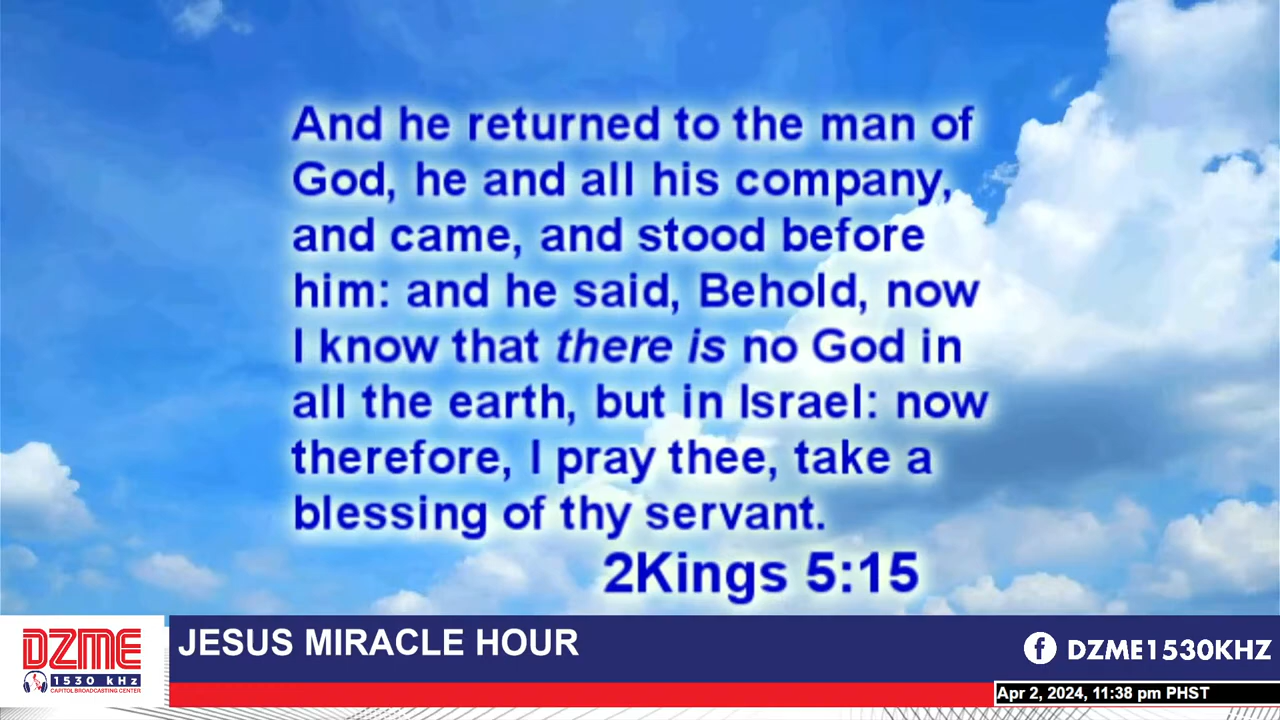 And he returned to the man of
God, he and all his company,
and came, and stood before
him: and he said, Behold, now
I know that there is no God in
all the earth, but in Israel: now
therefore, I pray thee, take a
blessing of thy servant.
2Kings 5:15
DZME
1530 kHz
CAPITOL BROADCASTING CENTER
JESUS MIRACLE HOUR
DZME1530KHZ
Apr 2, 2024, 11:38 pm PHST